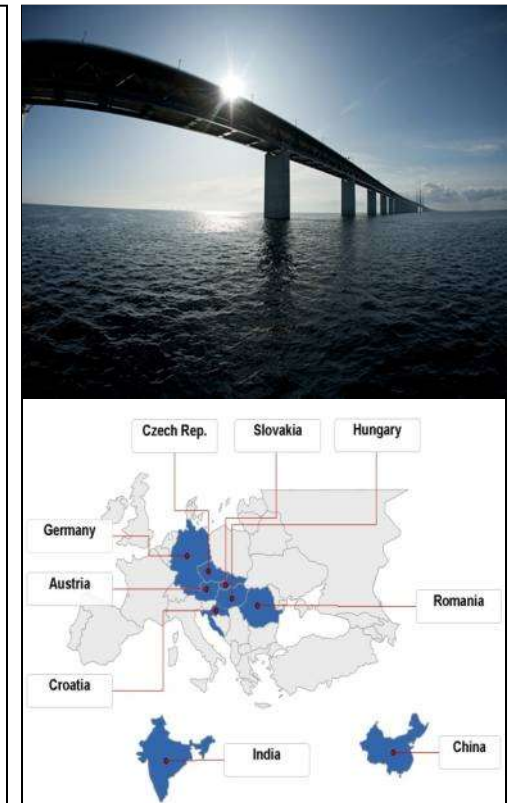 Czech Rep.
Slovakia
Hungary
Germany
Austria
Romania
Croatia
India
China